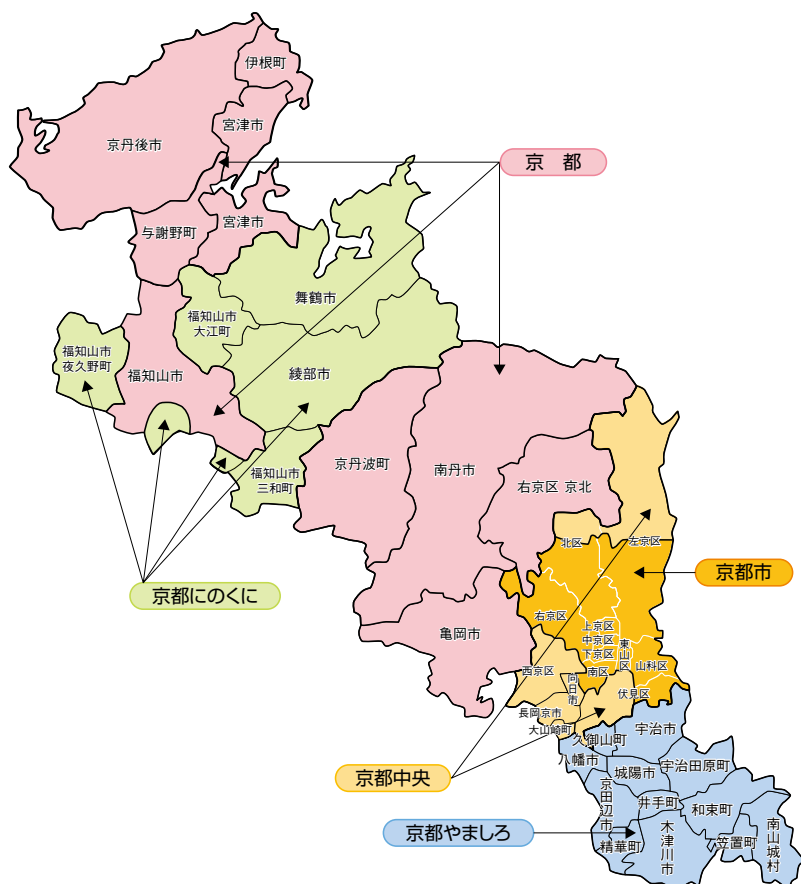 伊根町
宮津市
京丹後市
京　都
与謝野町
宮津市
舞鶴市
福知山市
大江町
福知山市
夜久野町
福知山市
綾部市
京丹波町
南丹市
福知山市
三和町
右京区 京北
北区
左京区
京都市
京都にのくに
右京区
上京区
中京区
下京区
東山区
山科区
亀岡市
西京区
南区
向日市
伏見区
長岡京市
大山崎町
久御山町
宇治市
八幡市
京都中央
城陽市
宇治田原町
京田辺市
井手町
和束町
南山城村
京都やましろ
精華町
木津川市
笠置町